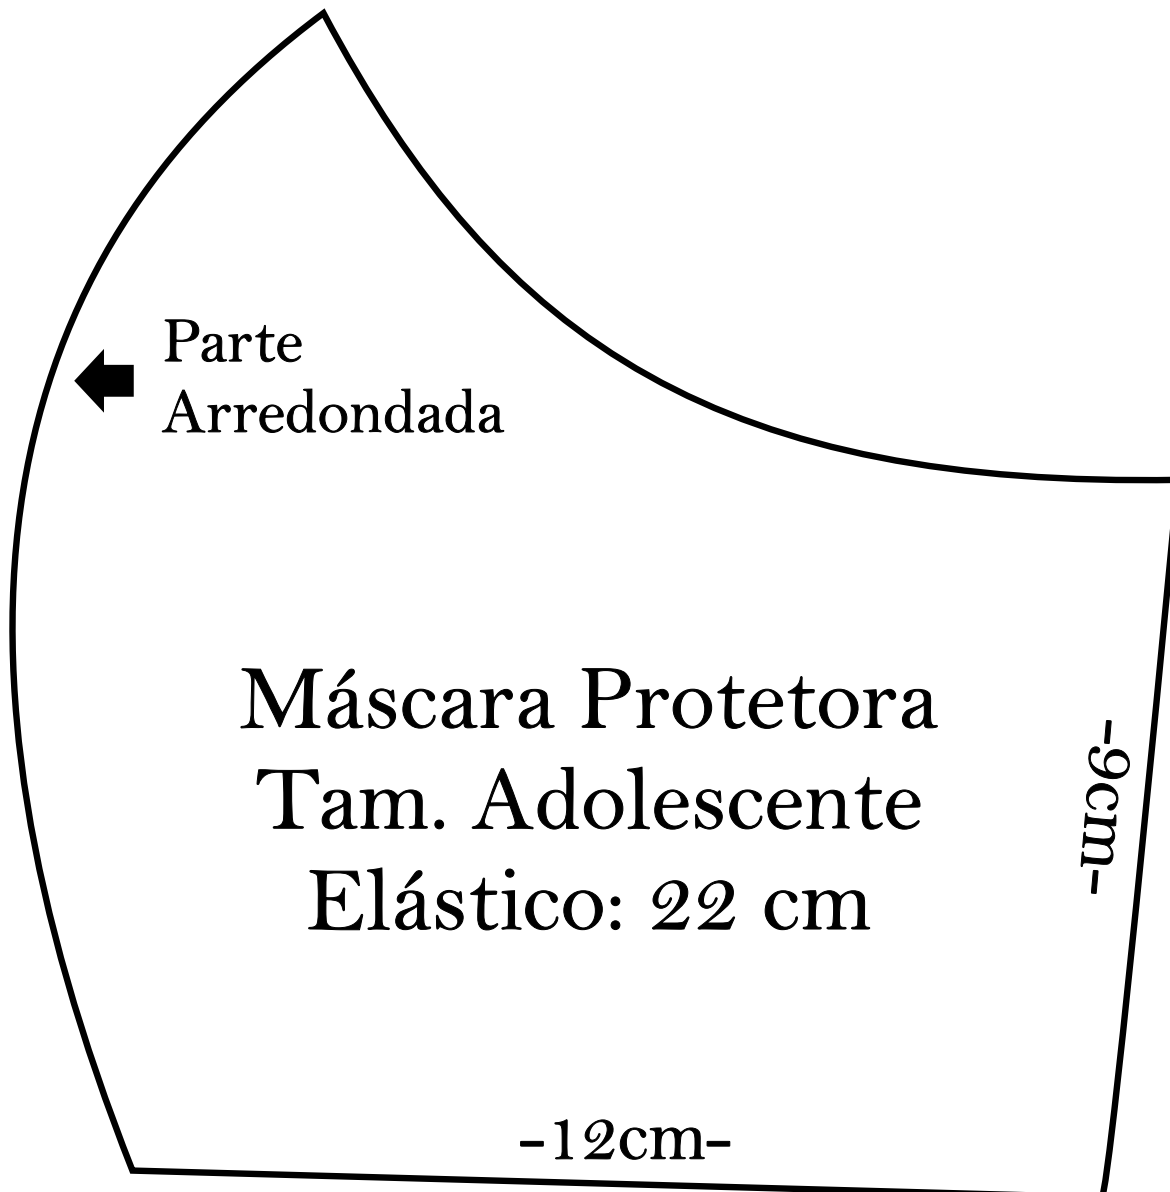 Parte
Arredondada
Máscara Protetora
Tam. Adolescente
Elástico: 22 cm
-9cm-
-12cm-